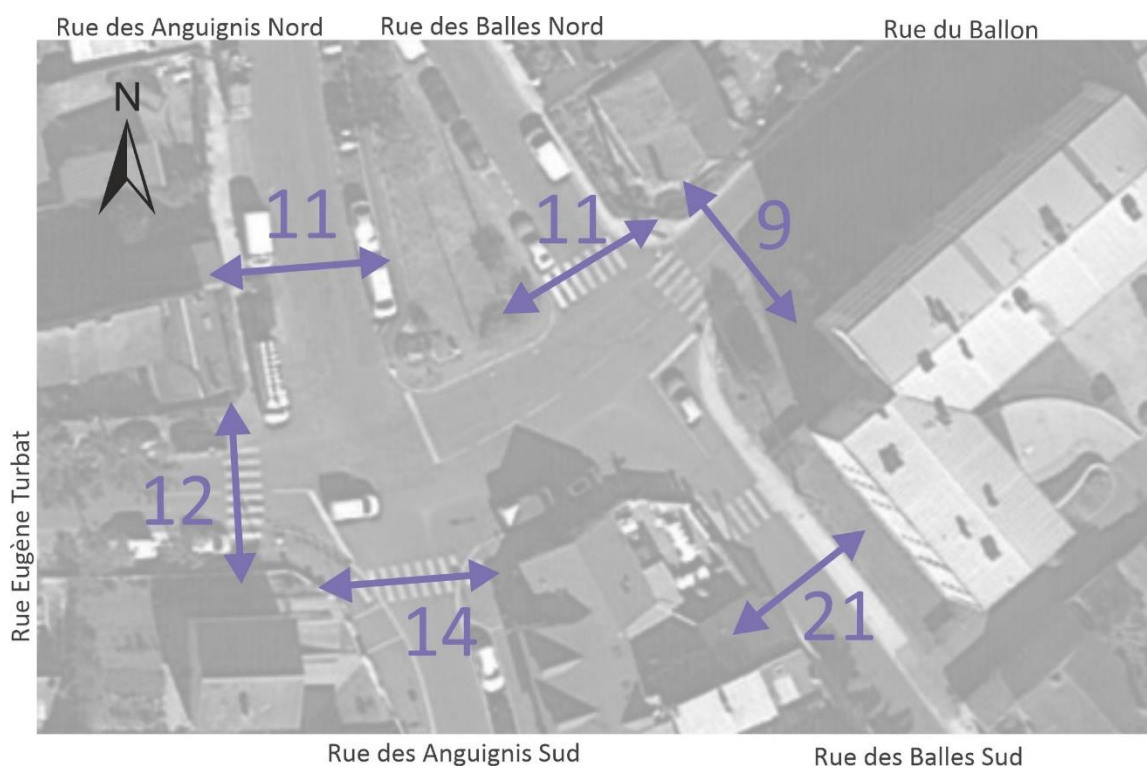 Rue des Anguignis Nord
Rue des Balles Nord
Rue du Ballon
N
11
11
9
12
14
21
Rue Eugène Turbat
Rue des Anguignis Sud
Rue des Balles Sud